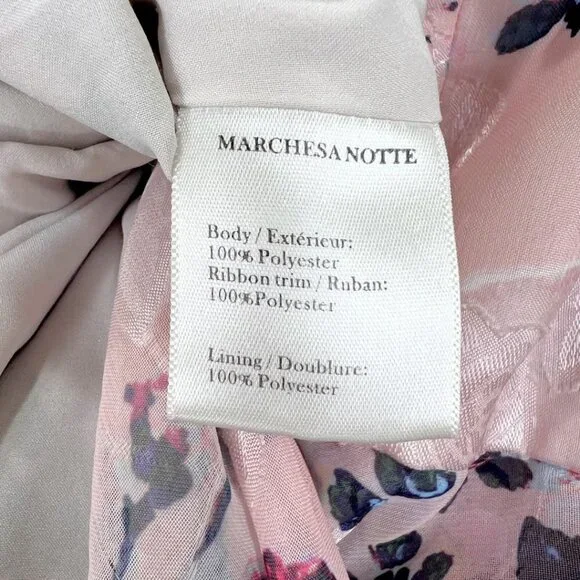 MARCHESA NOTTE
Body / Extérieur:
100% Polyester
Ribbon trim / Ruban:
100%Polyester
Lining / Doublure:
100% Polyester